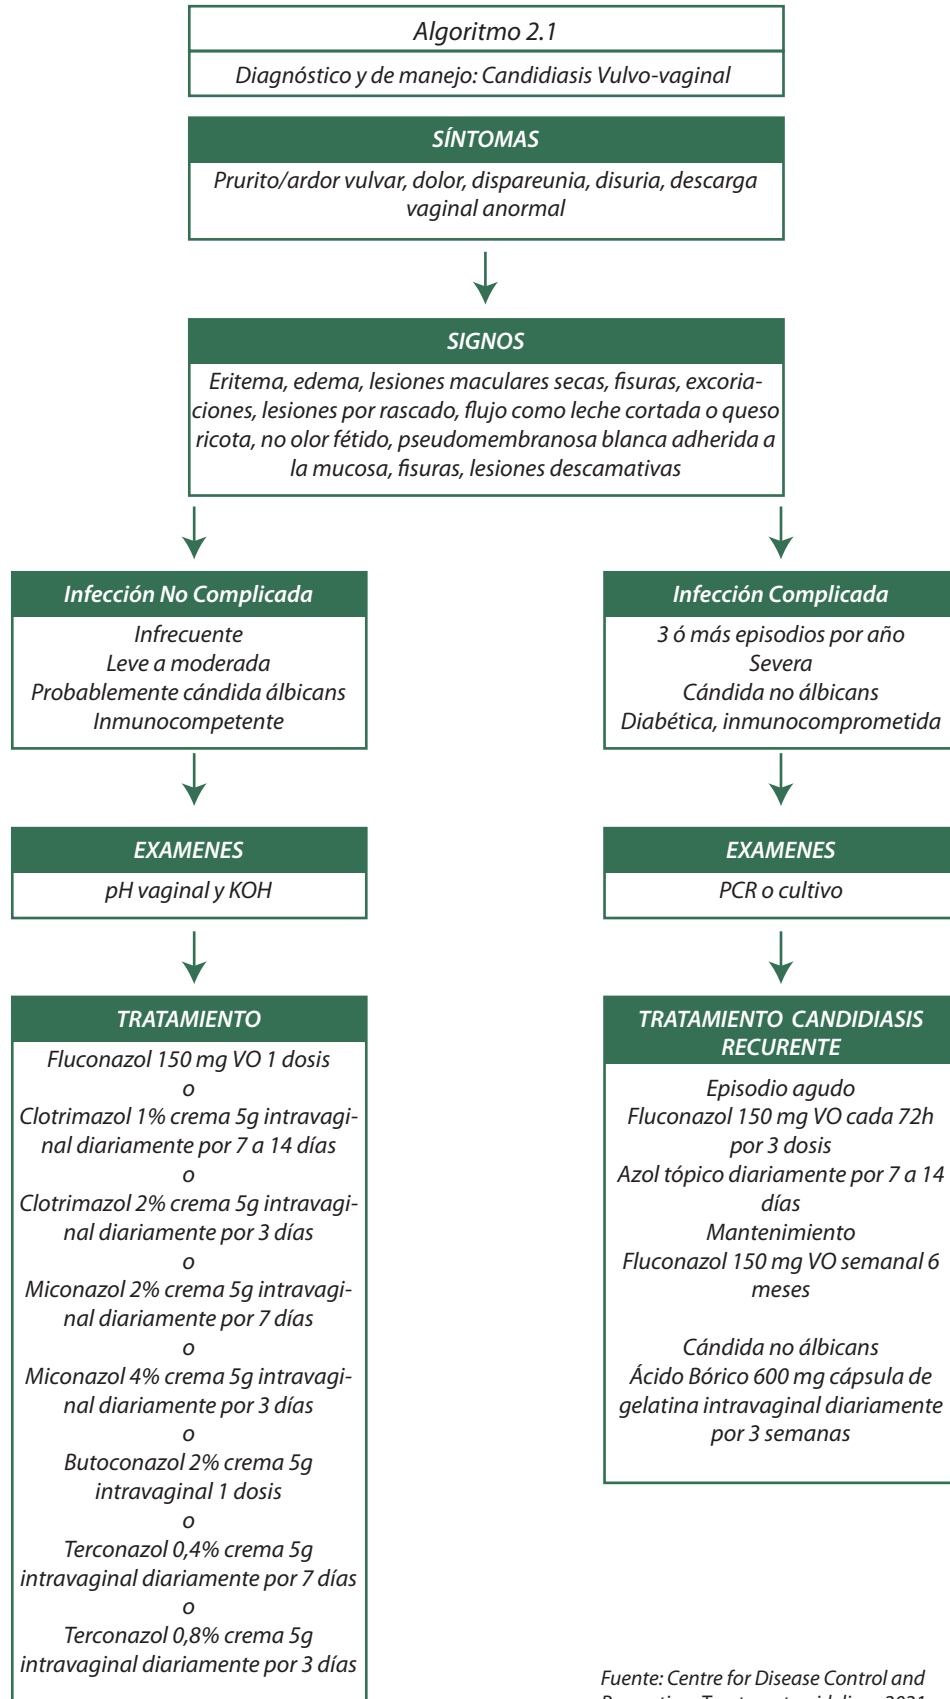 Algoritmo 2.1
Diagnóstico y de manejo: Candidiasis Vulvo-vaginal
SÍNTOMAS
Prurito/ardor vulvar, dolor, dispareunia, disuria, descarga
vaginal anormal
SIGNOS
Eritema, edema, lesiones maculares secas, fisuras, excoria-
ciones, lesiones por rascado, flujo como leche cortada o queso
ricota, no olor fétido, pseudomembranosa blanca adherida a
la mucosa, fisuras, lesiones descamativas
Infección No Complicada
Infrecuente
Leve a moderada
Probablemente cándida álbicans
Inmunocompetente
EXAMENES
pH vaginal y KOH
TRATAMIENTO
Fluconazol 150 mg VO 1 dosis
o
Clotrimazol 1% crema 5g intravagi-
nal diariamente por 7 a 14 días
o
Clotrimazol 2% crema 5g intravagi-
nal diariamente por 3 días
o
Miconazol 2% crema 5g intravagi-
nal diariamente por 7 días
o
Miconazol 4% crema 5g intravagi-
nal diariamente por 3 días
o
Butoconazol 2% crema 5g
intravaginal 1 dosis
o
Terconazol 0,4% crema 5g
intravaginal diariamente por 7 días
o
Terconazol 0,8% crema 5g
intravaginal diariamente por 3 días
Infección Complicada
3 ó más episodios por año
Severa
Cándida no álbicans
Diabética, inmunocomprometida
EXAMENES
PCR o cultivo
TRATAMIENTO CANDIDIASIS
RECURENTE
Episodio agudo
Fluconazol 150 mg VO cada 72h
por 3 dosis
Azol tópico diariamente por 7 a 14
días
Mantenimiento
Fluconazol 150 mg VO semanal 6
meses
Cándida no álbicans
Ácido Bórico 600 mg cápsula de
gelatina intravaginal diariamente
por 3 semanas
Fuente: Centre for Disease Control and
2021